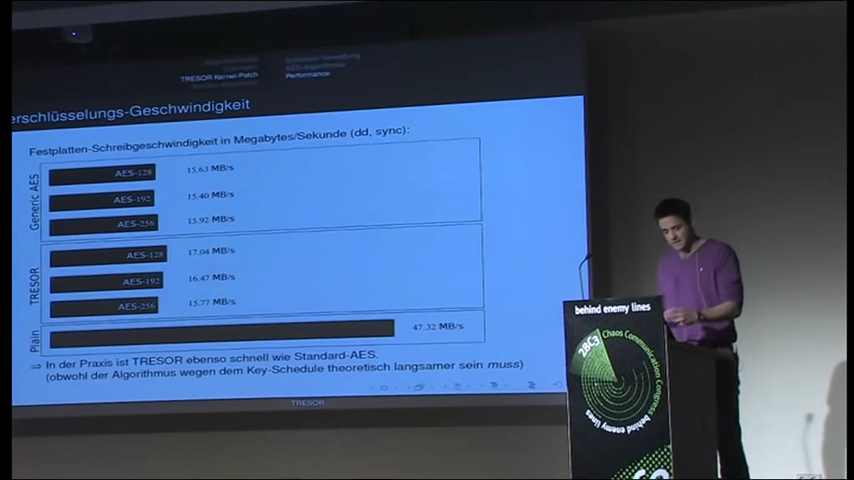 TRESOR Kernel-Patch
Schlüssel-Verwaltung
AES-Algorithmus
Performance
erschlüsselungs-Geschwindigkeit
Festplatten-Schreibgeschwindigkeit in Megabytes/Sekunde (dd, sync):
Generic AES
AES-128 15,63 MB/s
AES-192 15,40 MB/s
AES-256 15,92 MB/s
TRESOR
AES-128 17,04 MB/s
AES-192 16,47 MB/s
AES-256 15,77 MB/s
Plain
47,32 MB/s
⇒ In der Praxis ist TRESOR ebenso schnell wie Standard-AES.
(obwohl der Algorithmus wegen dem Key-Schedule theoretisch langsamer sein muss)
TRESOR
behind enemy lines
28C3 Chaos Communication Congress
behind enemy lines